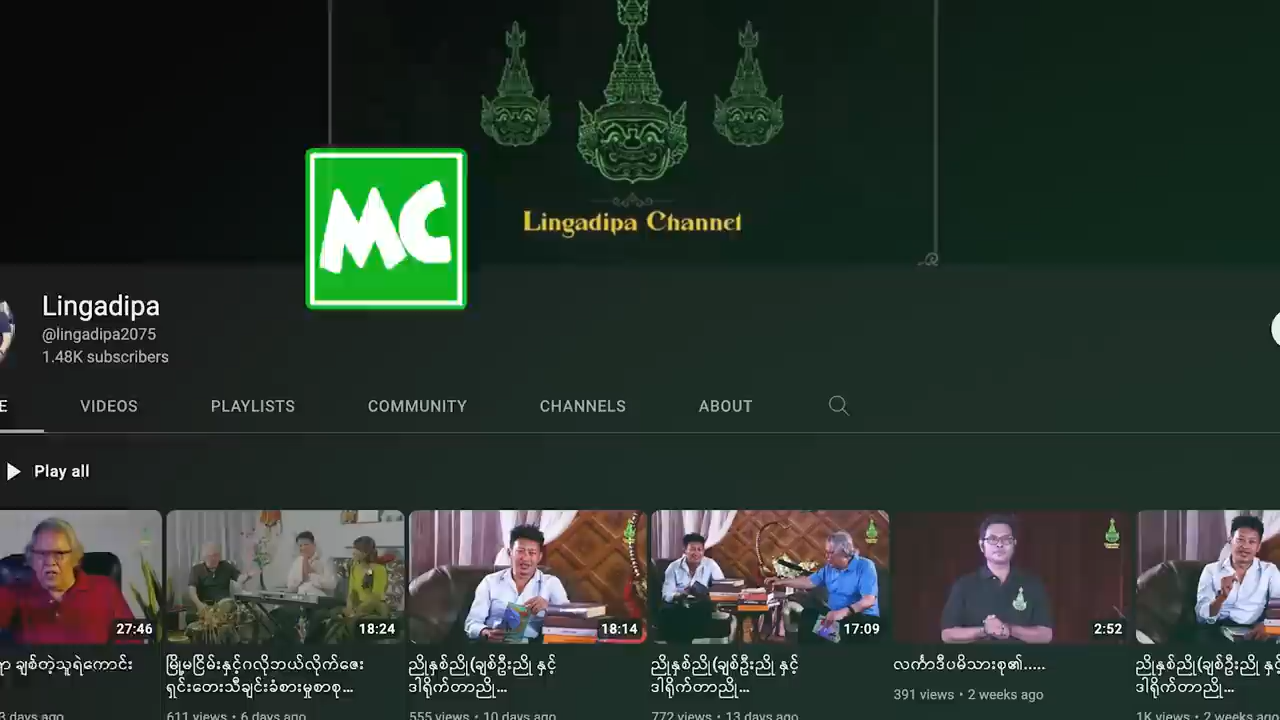 Lingadipa Channel
MC
Lingadipa
@lingadipa2075
1.48K subscribers
E VIDEOS PLAYLISTS COMMUNITY CHANNELS ABOUT
Play all
27:46 18:24 18:14 17:09 2:52
ချစ်တဲ့သူရဲကောင်း
မြို့မငြိမ်းနှင့်ဂလိုဘယ်လိုက်ဇေး
ရှင်းတေးသီချင်းခံစားမှုစာစု...
ညိုနှစ်ညို(ချစ်ဦးညို နှင့်
ဒါရိုက်တာညို...
ညိုနှစ်ညို(ချစ်ဦးညို နှင့်
ဒါရိုက်တာညို...
လင်္ကာဒီပမိသားစု၏.....
391 views • 2 weeks ago
ညိုနှစ်ညို(ချစ်ဦးညို
ဒါရိုက်တာညို...
3 days ago 611 views • 6 days ago 555 views • 10 days ago 772 views • 13 days ago 1K views • 2 weeks ago